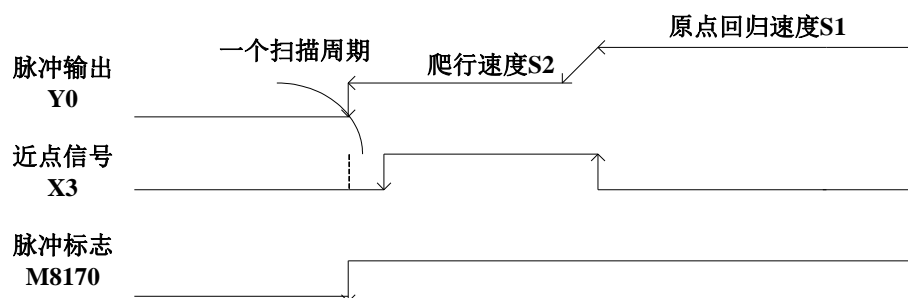 原点回归速度S1
一个扫描周期
爬行速度S2
脉冲输出
Y0
近点信号
X3
脉冲标志
M8170